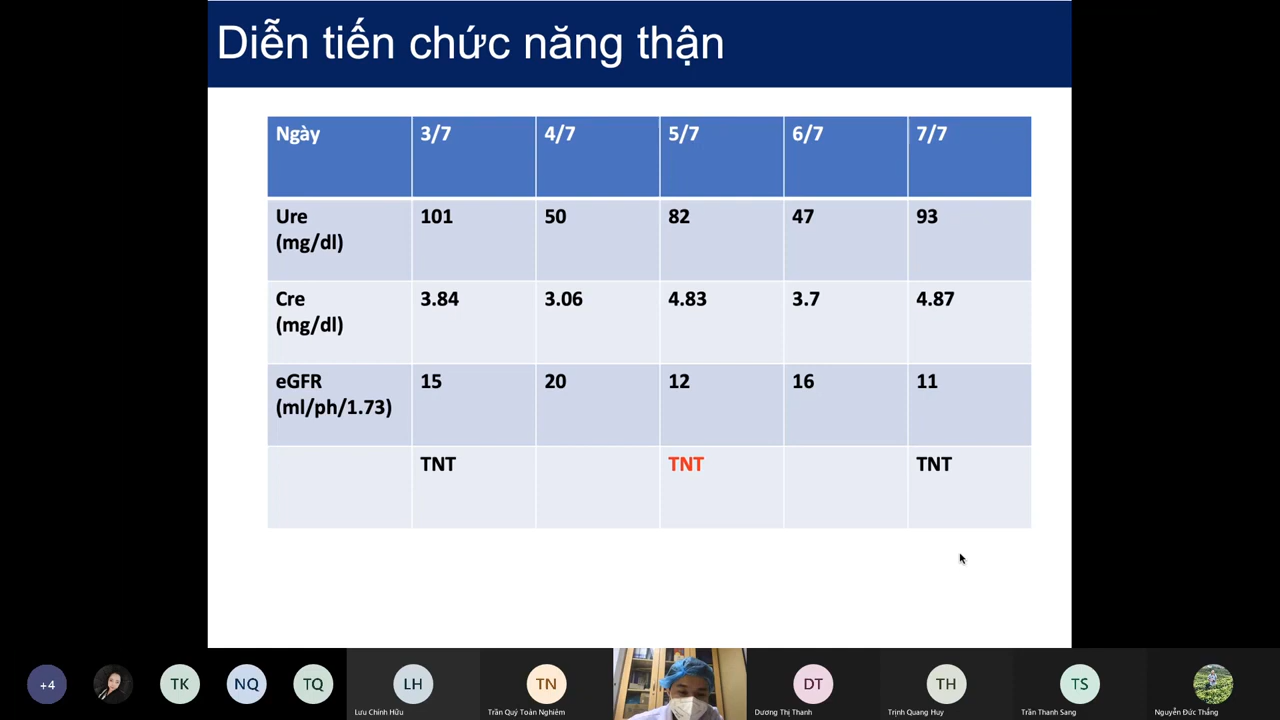 Diễn tiến chức năng thận
Ngày 3/7 4/7 5/7 6/7 7/7
Ure 101 50 82 47 93
(mg/dl)
Cre 3.84 3.06 4.83 3.7 4.87
(mg/dl)
eGFR 15 20 12 16 11
(ml/ph/1.73)
TNT TNT TNT
+4 TK NQ TQ LH TN DT TH TS
Lưu Chính Hữu Trần Quý Toán Nghiêm Dương Thị Thanh Trịnh Quang Huy Trần Thanh Sang Nguyễn Đức Thắng